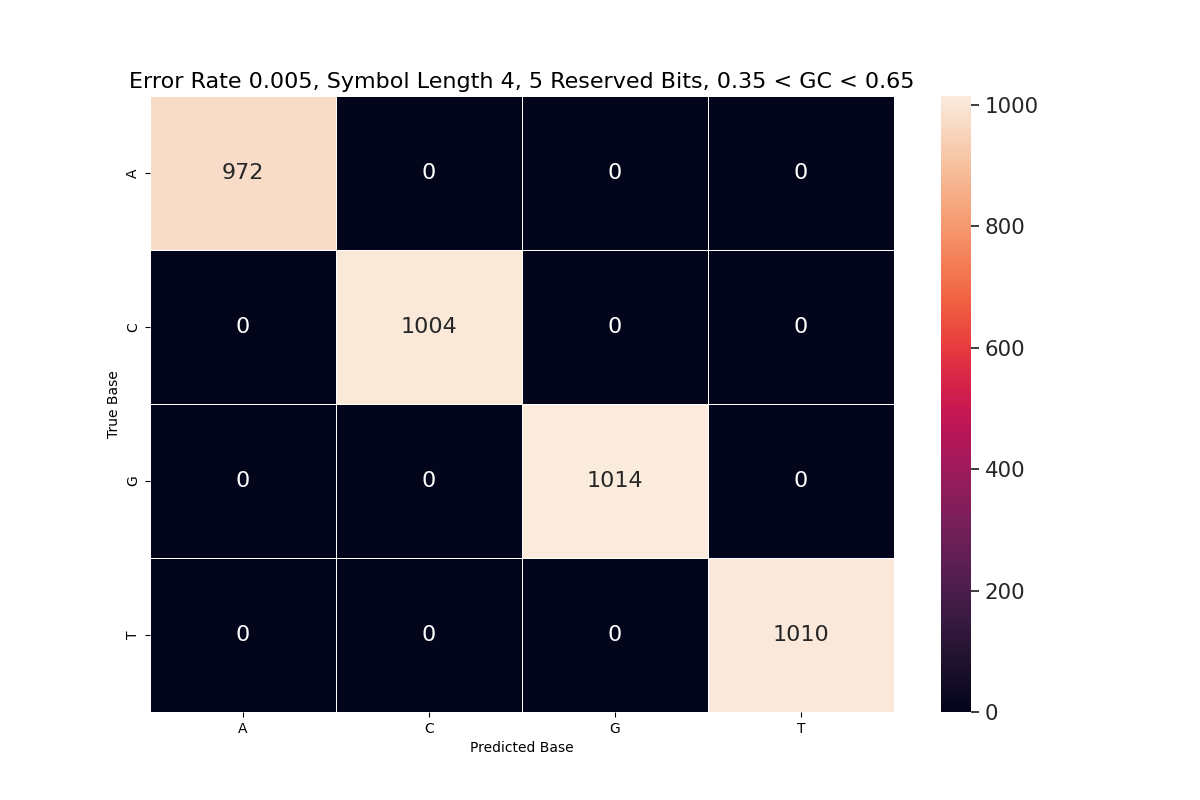 Error Rate 0.005, Symbol Length 4, 5 Reserved Bits, 0.35 < GC < 0.65
True Base
A
972 0 0 0
C
0 1004 0 0
G
0 0 1014 0
T
0 0 0 1010
A C G T
Predicted Base
1000
800
600
400
200
0